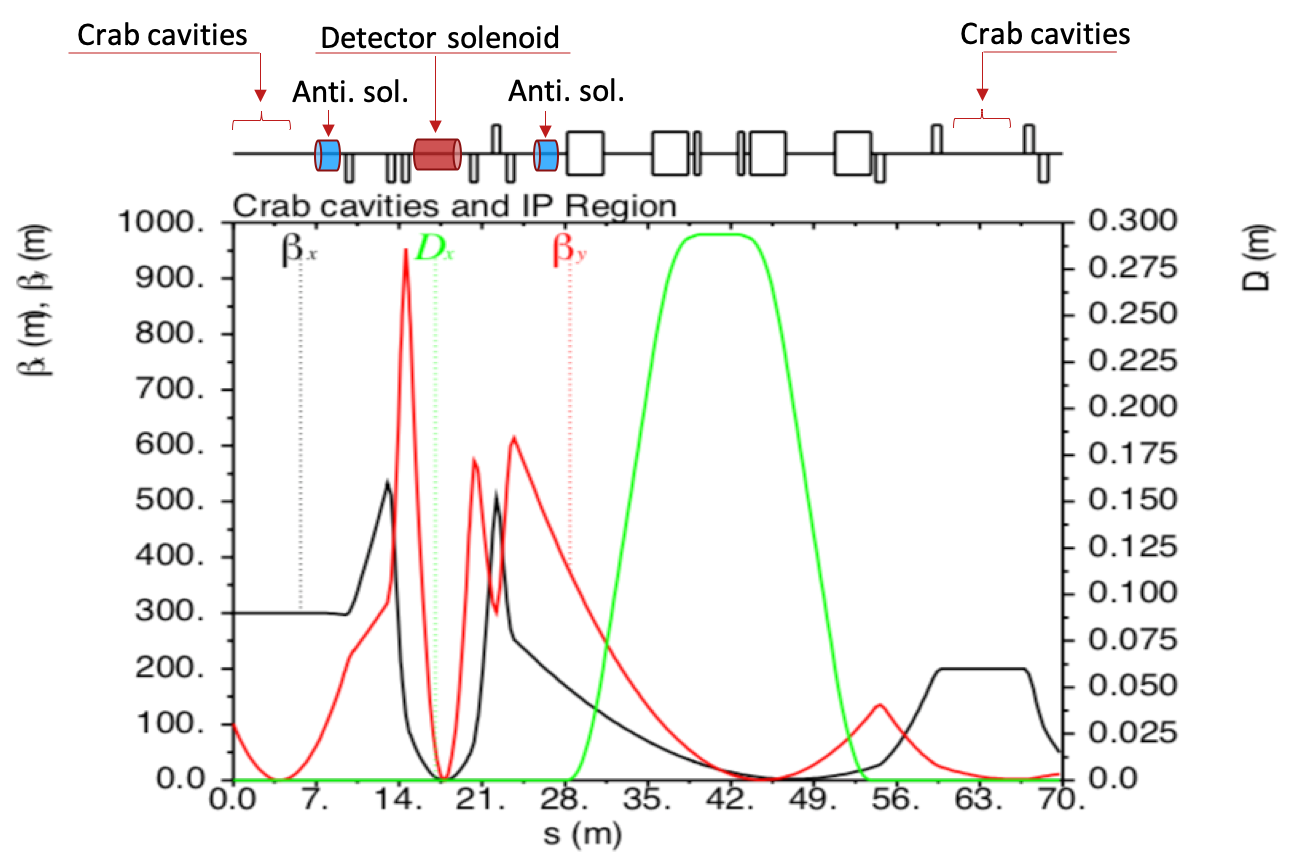 Crab cavities
Detector solenoid
Crab cavities
Anti. sol.
Anti. sol.
Crab cavities and IP Region
βx
Dx
βy
βx (m), βy (m)
1000.
900.
800.
700.
600.
500.
400.
300.
200.
100.
0.0
D (m)
0.300
0.275
0.250
0.225
0.200
0.175
0.150
0.125
0.100
0.075
0.050
0.025
0.0
0.0 7. 14. 21. 28. 35. 42. 49. 56. 63. 70.
s (m)